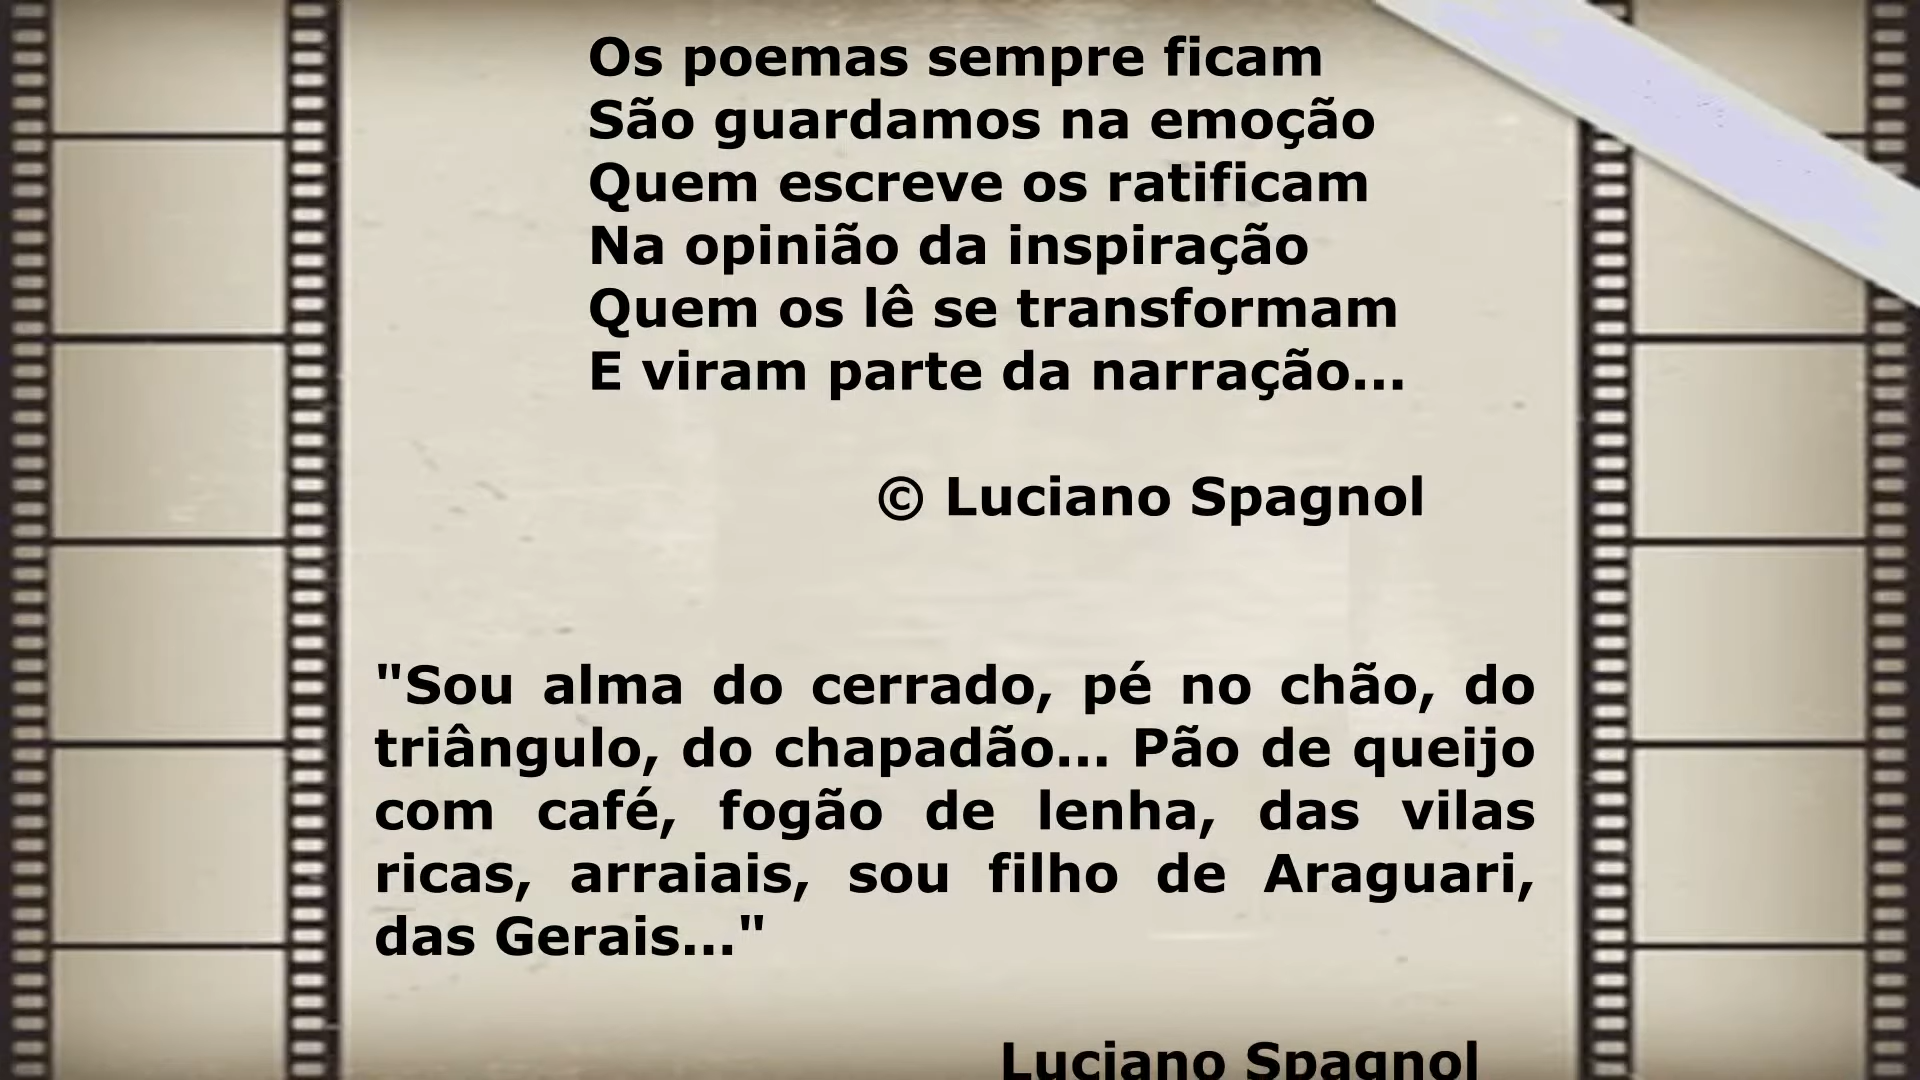 Os poemas sempre ficam
São guardamos na emoção
Quem escreve os ratificam
Na opinião da inspiração
Quem os lê se transformam
E viram parte da narração...
© Luciano Spagnol
"Sou alma do cerrado, pé no chão, do
triângulo, do chapadão... Pão de queijo
com café, fogão de lenha, das vilas
ricas, arraiais, sou filho de Araguari,
das Gerais..."
Luciano Spagnol